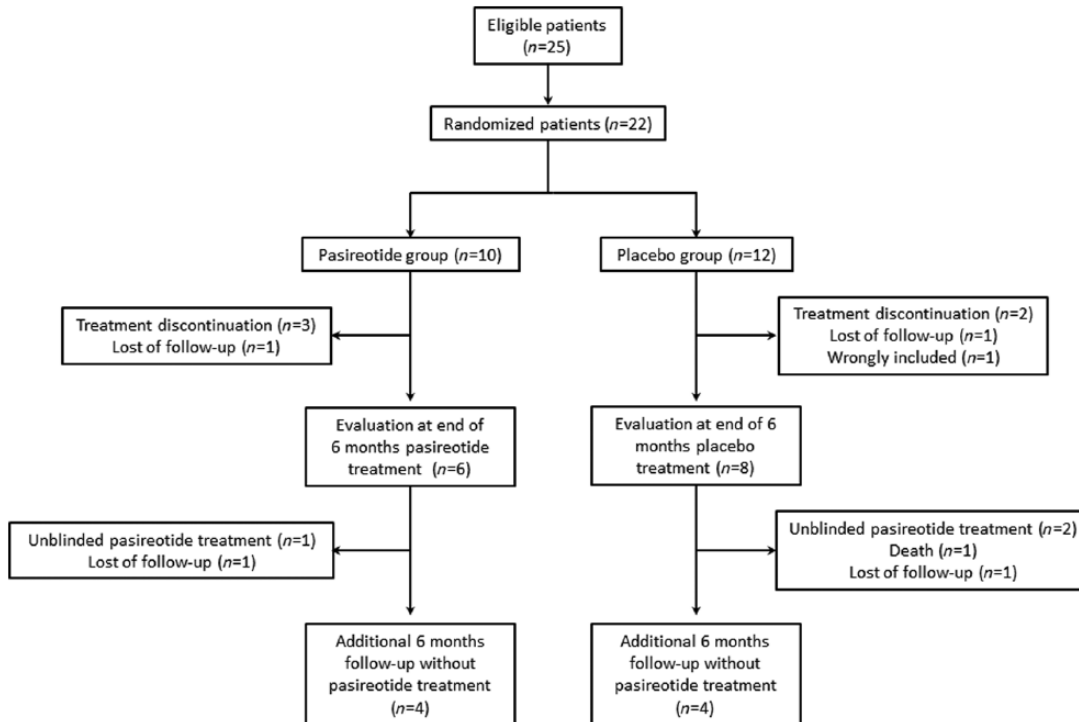 Eligible patients
(n=25)
Randomized patients (n=22)
Pasireotide group (n=10)
Placebo group (n=12)
Treatment discontinuation (n=3)
Lost of follow-up (n=1)
Treatment discontinuation (n=2)
Lost of follow-up (n=1)
Wrongly included (n=1)
Evaluation at end of
6 months pasireotide
treatment (n=6)
Evaluation at end of 6
months placebo
treatment (n=8)
Unblinded pasireotide treatment (n=1)
Lost of follow-up (n=1)
Unblinded pasireotide treatment (n=2)
Death (n=1)
Lost of follow-up (n=1)
Additional 6 months
follow-up without
pasireotide treatment
(n=4)
Additional 6 months
follow-up without
pasireotide treatment
(n=4)